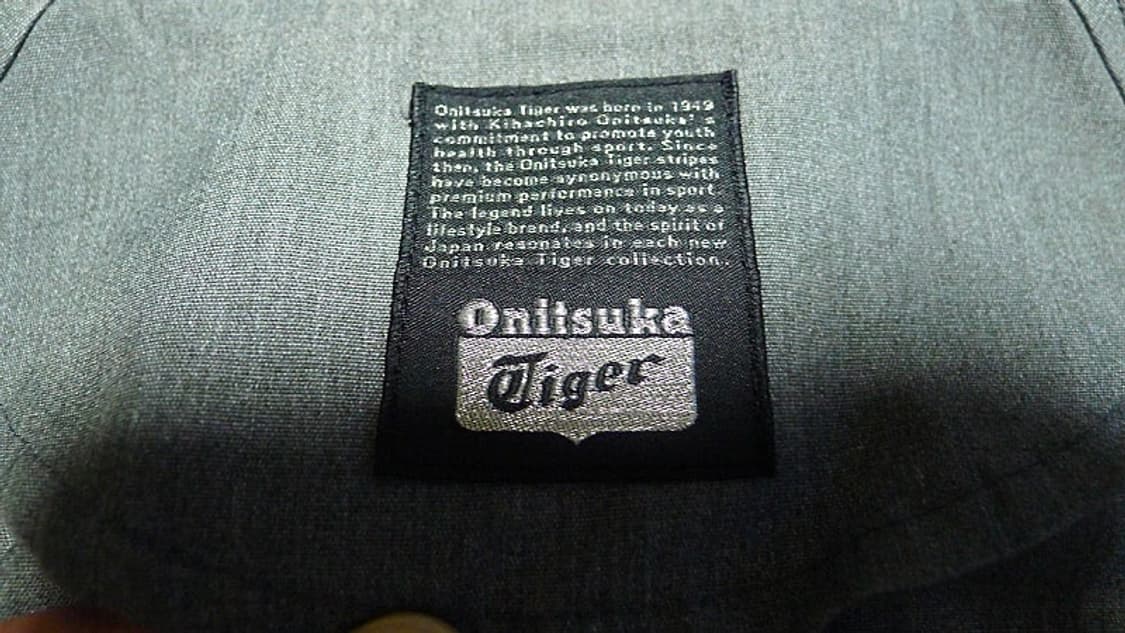 Onitsuka Tiger was born in 1949
with Kihachiro Onitsuka's
commitment to promote youth
health through sport. Since
then, the Onitsuka Tiger stripes
have become synonymous with
premium performance in sport.
The legend lives on today as a
lifestyle brand, and the spirit of
Japan resonates in each new
Onitsuka Tiger collection.
Onitsuka
Tiger